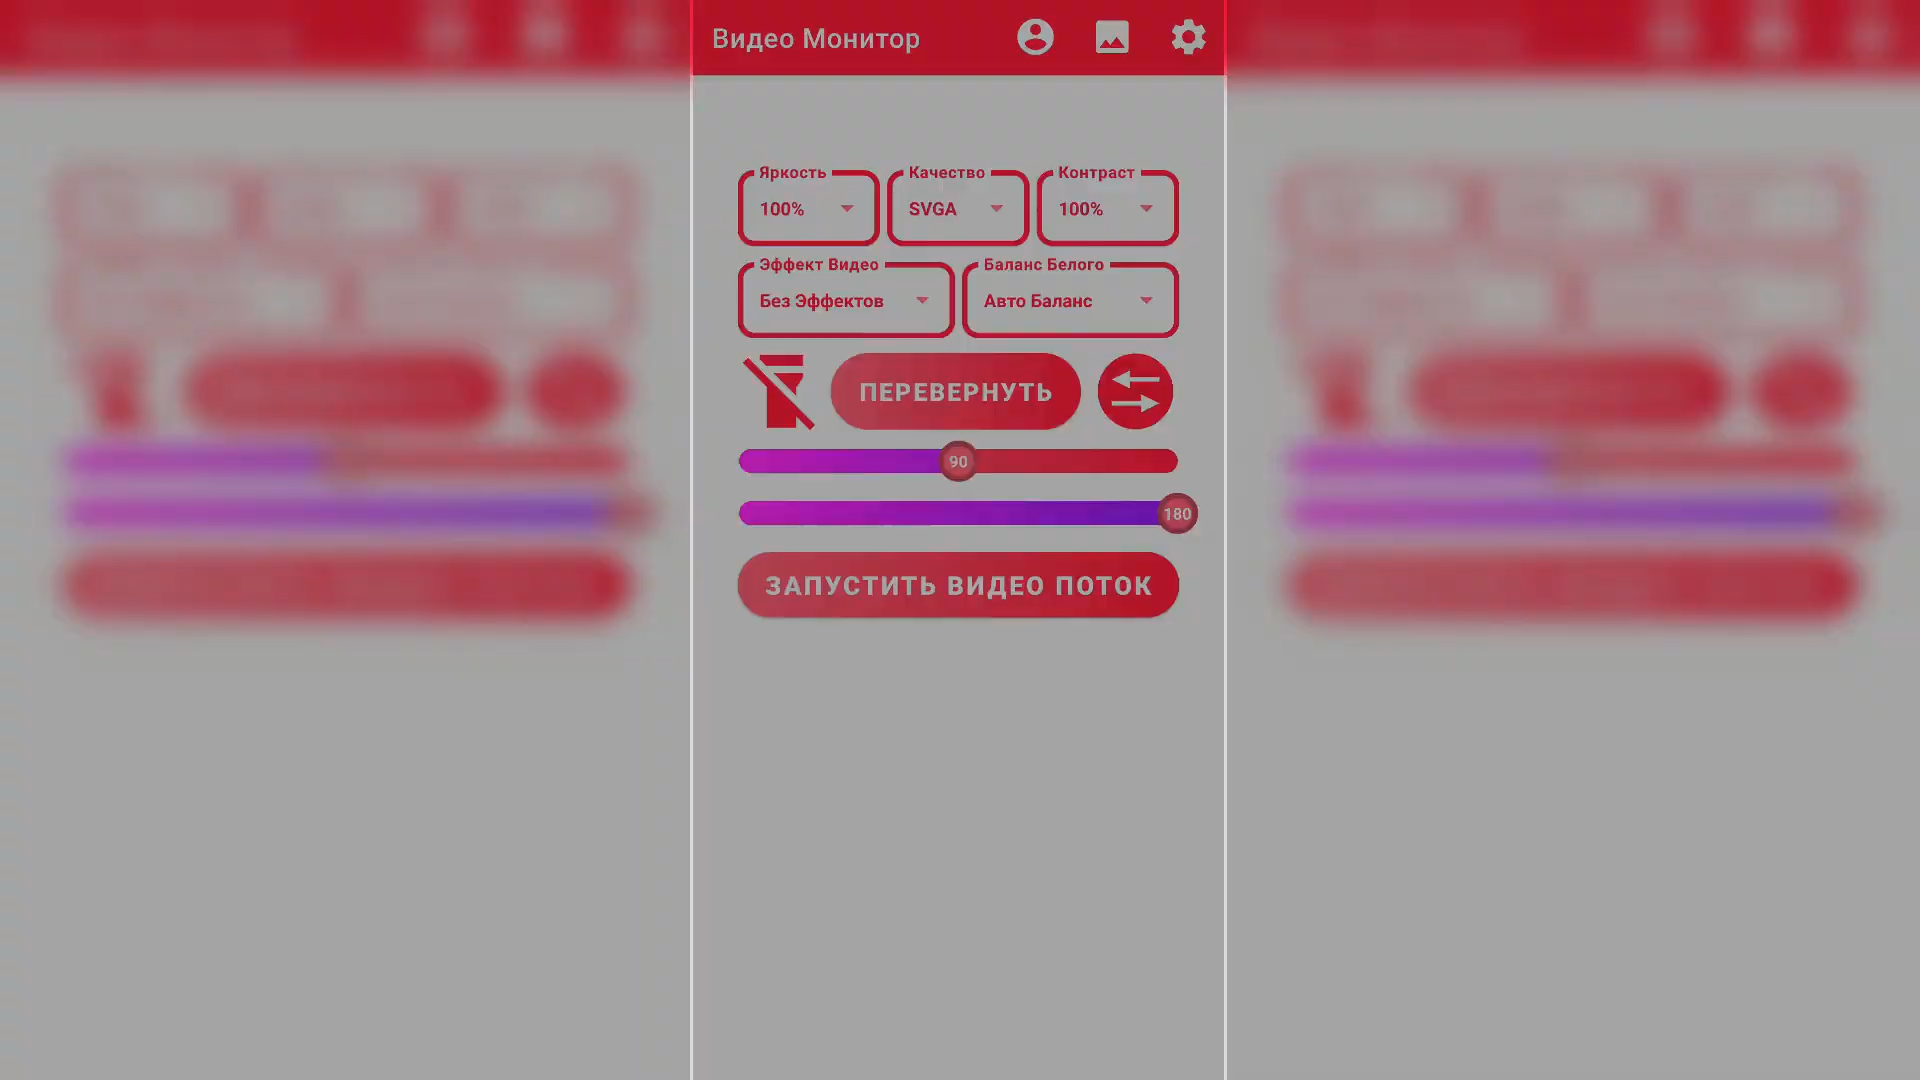 Видео Монитор
Яркость Качество Контраст
100% SVGA 100%
Эффект Видео Баланс Белого
Без Эффектов Авто Баланс
ПЕРЕВЕРНУТЬ
90
180
ЗАПУСТИТЬ ВИДЕО ПОТОК